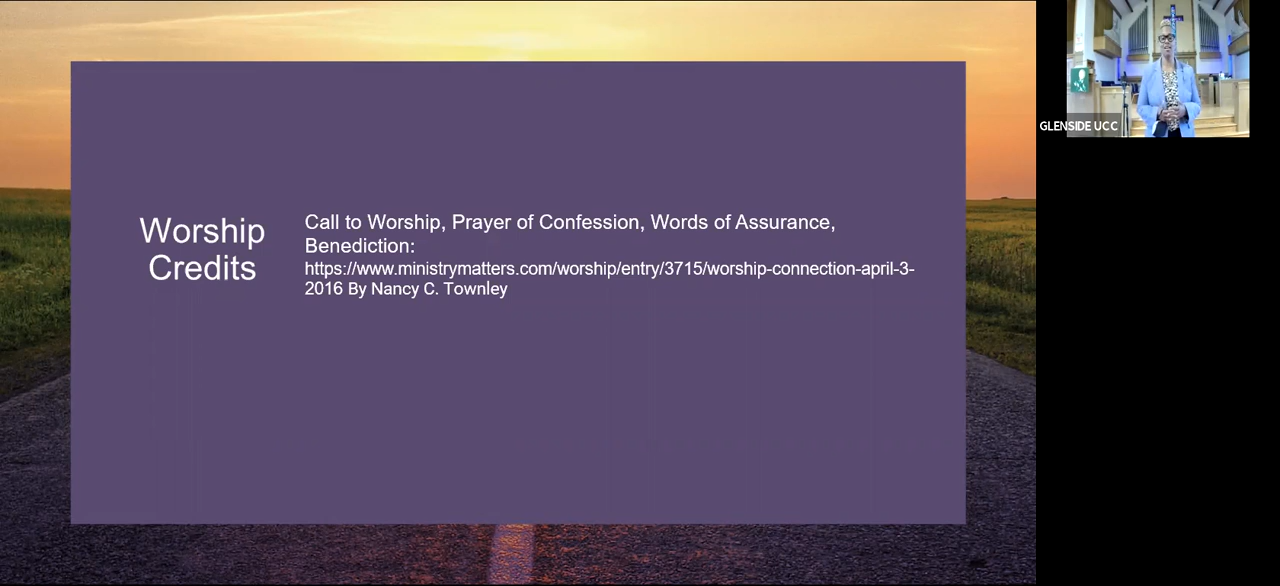 Worship
Credits
Call to Worship, Prayer of Confession, Words of Assurance,
Benediction:
https://www.ministrymatters.com/worship/entry/3715/worship-connection-april-3-
2016 By Nancy C. Townley
GLENSIDE UCC